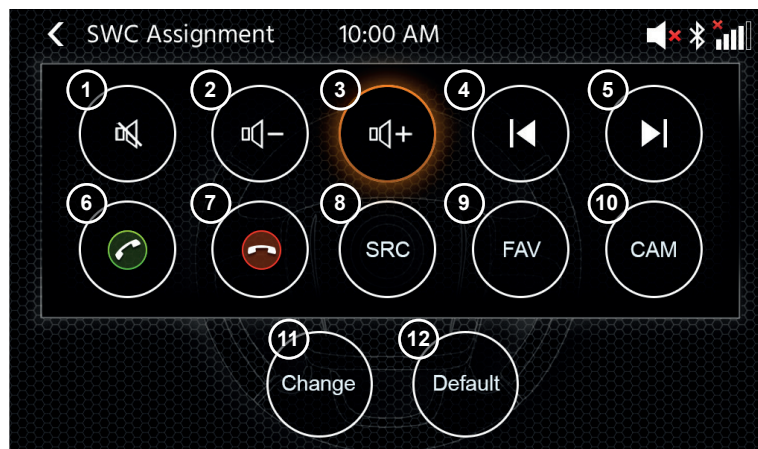 SWC Assignment 10:00 AM
1 2 3 4 5
6 7 8 9 10
SRC FAV CAM
11 12
Change Default